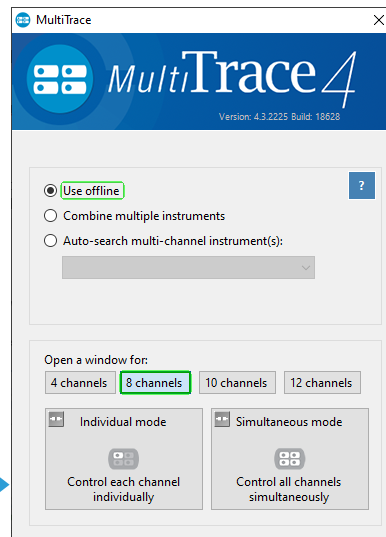 MultiTrace
MultiTrace 4
Version: 4.3.2225 Build: 18628
Use offline
?
Combine multiple instruments
Auto-search multi-channel instrument(s):
Open a window for:
4 channels 8 channels 10 channels 12 channels
Individual mode
Control each channel
individually
Simultaneous mode
Control all channels
simultaneously